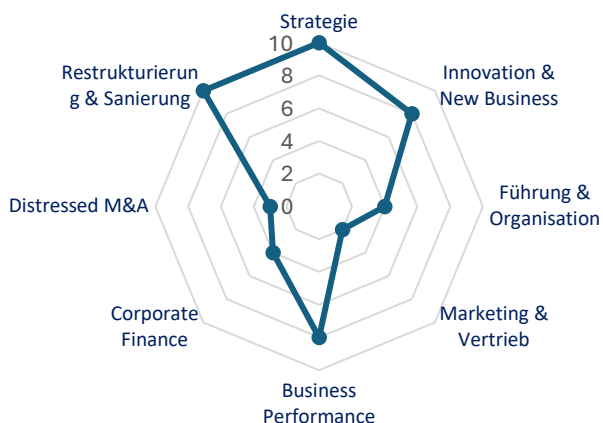 Strategie
Innovation &
New Business
Führung &
Organisation
Marketing &
Vertrieb
Business
Performance
Corporate
Finance
Distressed M&A
Restrukturierun
g & Sanierung
10
8
6
4
2
0